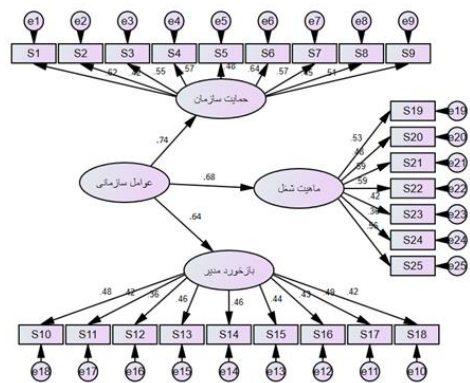 e1 e2 e3 e4 e5 e6 e7 e8 e9
S1 S2 S3 S4 S5 S6 S7 S8 S9
.62 .55 .57 .48 .64 .57 .51
حمایت سازمان
.74
عوامل سازمانی
.68
ماهیت شغل
.64
بازخورد مدیر
.53 S19 e19
.48 S20 e20
S21 e21
.59 S22 e22
.42 S23 e23
S24 e24
S25 e25
.48 .42 .36 .46 .46 .44 .43 .49 .42
S10 S11 S12 S13 S14 S15 S16 S17 S18
e18 e17 e16 e15 e14 e13 e12 e11 e10